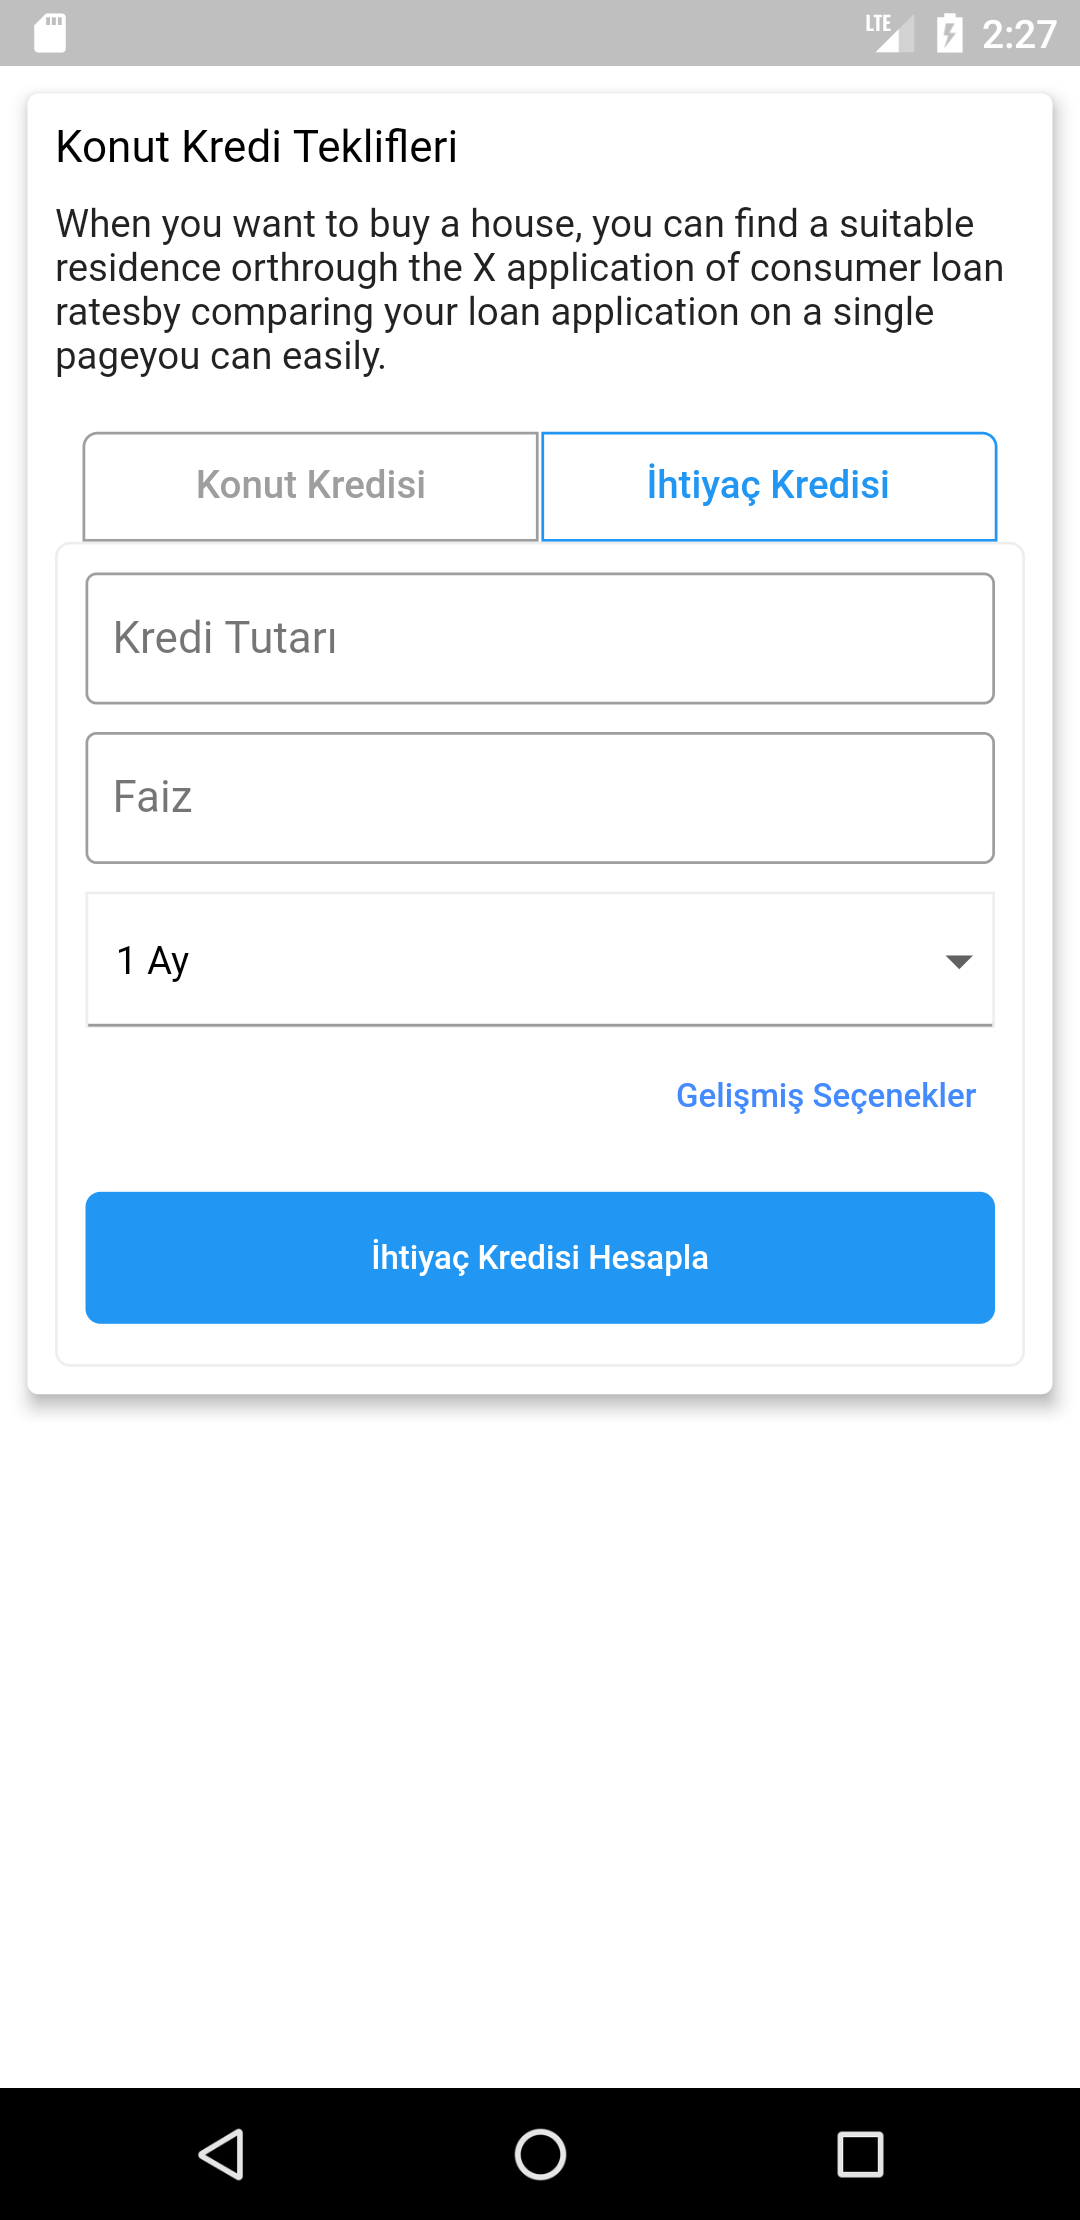 LTE 2:27
Konut Kredi Teklifleri
When you want to buy a house, you can find a suitable
residence orthrough the X application of consumer loan
ratesby comparing your loan application on a single
pageyou can easily.
Konut Kredisi İhtiyaç Kredisi
Kredi Tutarı
Faiz
1 Ay
Gelişmiş Seçenekler
İhtiyaç Kredisi Hesapla